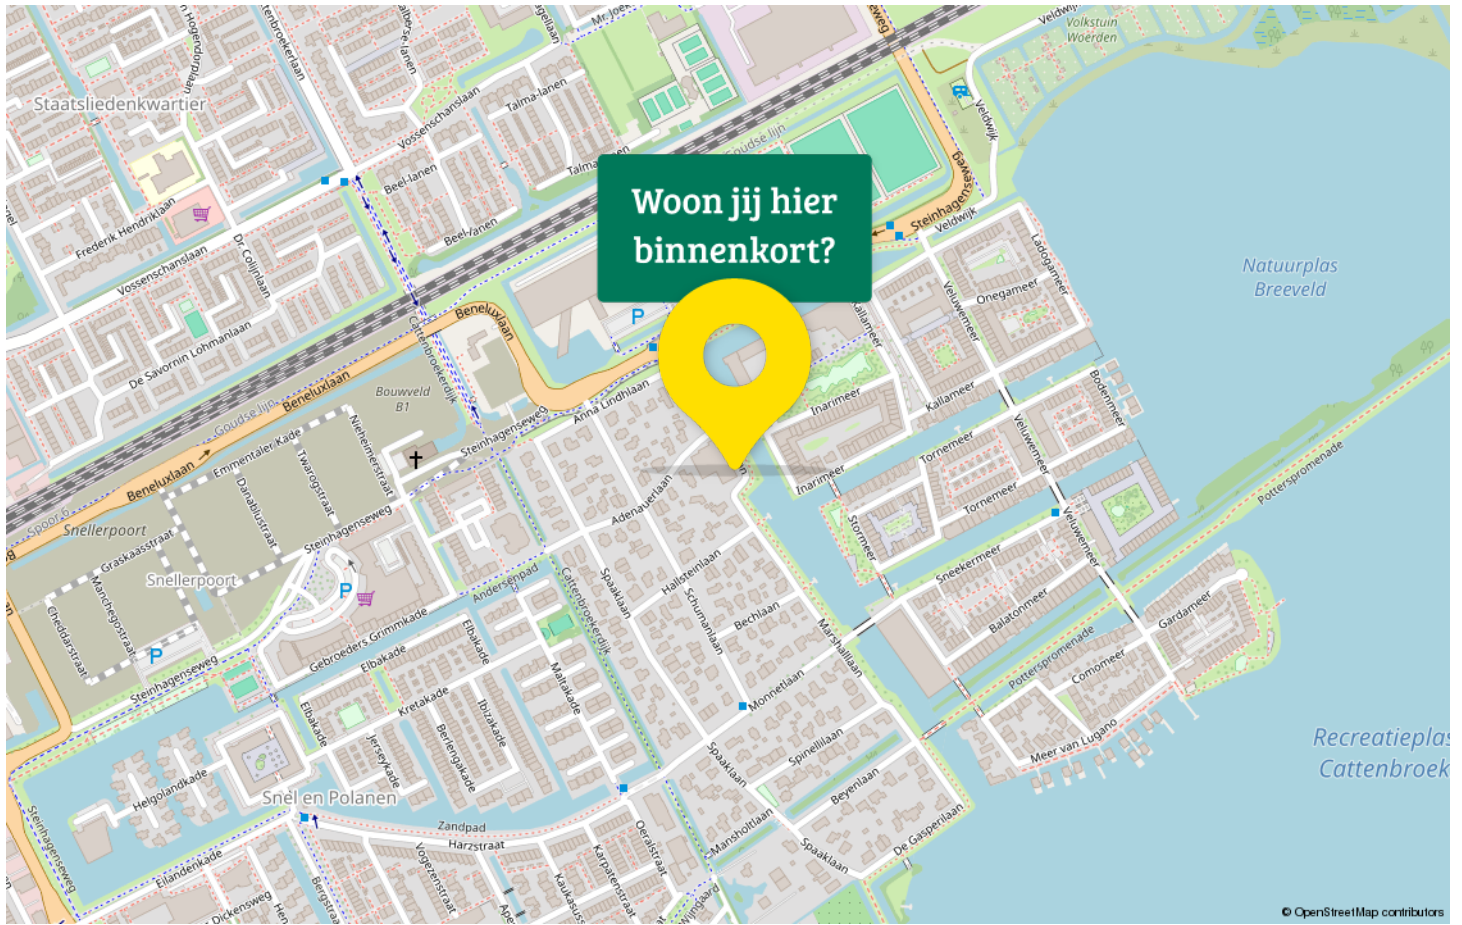 Woon jij hier
binnenkort?
Staatsliedenkwartier
Vossenschanslaan
Talma-lanen
Beel-lanen
Beel-lanen
Frederik Hendriklaan
Vossenschanslaan
Dr. Colijnlaan
De Savornin Lohmanlaan
Goudse lijn
Goudse lijn
Volkstuin
Woerden
Veldwijk
Veldwijk
Steinhagenseweg
Ladogameer
Onegameer
Veluwemeer
Kallameer
Kallameer
Natuurplas
Breeveld
Beneluxlaan
Beneluxlaan
Beneluxlaan
Cattenbroekerdijk
Bouwveld
B1
P
Anna Lindhlaan
Steinhagenseweg
Inarimeer
Inarimeer
Bodenmeer
Veluwemeer
Tornemeer
Tornemeer
Potterspromenade
Emmentaler Kade
Nieheimerstraat
Twarogstraat
Danablustraat
Spoor 6
Snellerpoort
Graskaasstraat
Snellerpoort
Manchegostraat
Cheddarstraat
Steinhagenseweg
Adenauerlaan
Stormeer
Veluwemeer
Sneekermeer
Balatonmeer
Gardameer
Comomeer
Potterspromenade
Meer van Lugano
P
P
Andersenpad
Gebroeders Grimmkade
Cattenbroekerdijk
Spaaklaan
Hallsteinlaan
Schumanlaan
Bechlaan
Marshalllaan
Monnetlaan
Steinhagenseweg
Elbakade
Elbakade
Elbakade
Kretakade
Maltakade
Ibizakade
Berlengakade
Jerseykade
Helgolandkade
Snel en Polanen
Spaaklaan
Spinellilaan
Beyenlaan
Mansholtlaan
Spaaklaan
De Gasperilaan
Recreatieplas
Cattenbroek
Zandpad
Harzstraat
Oeralstraat
Karpatenstraat
Vogezenstraat
Eilandenkade
Steinhagenseweg
Dickensweg
© OpenStreetMap contributors